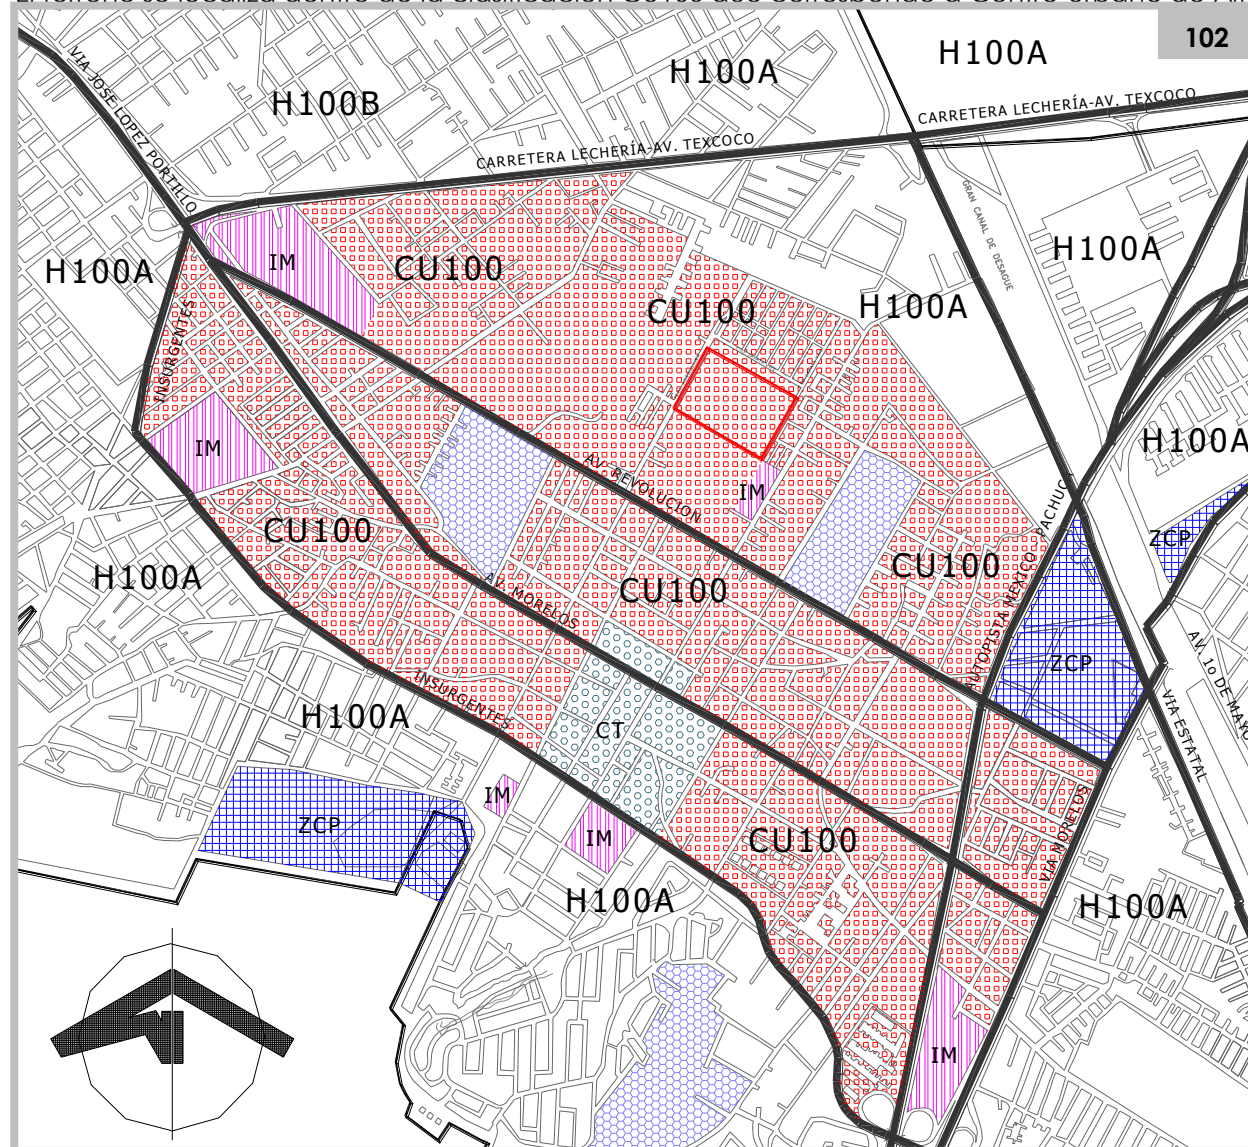 102
H100A
H100A
H100B
VIA JOSE LOPEZ PORTILLO
CARRETERA LECHERÍA-AV. TEXCOCO
CARRETERA LECHERÍA-AV. TEXCOCO
GRAN CANAL DE DESAGUE
H100A
IM
CU100
H100A
CU100
H100A
INSURGENTES
IM
H100A
AV. REVOLUCION
IM
CU100
AUTOPISTA MEXICO - PACHUC
ZCP
CU100
H100A
CU100
AV. MORELOS
ZCP
AV. 1o DE MAYO
INSURGENTES
H100A
CT
VIA ESTATAL
IM
ZCP
IM
CU100
VIA MORELOS
H100A
H100A
IM